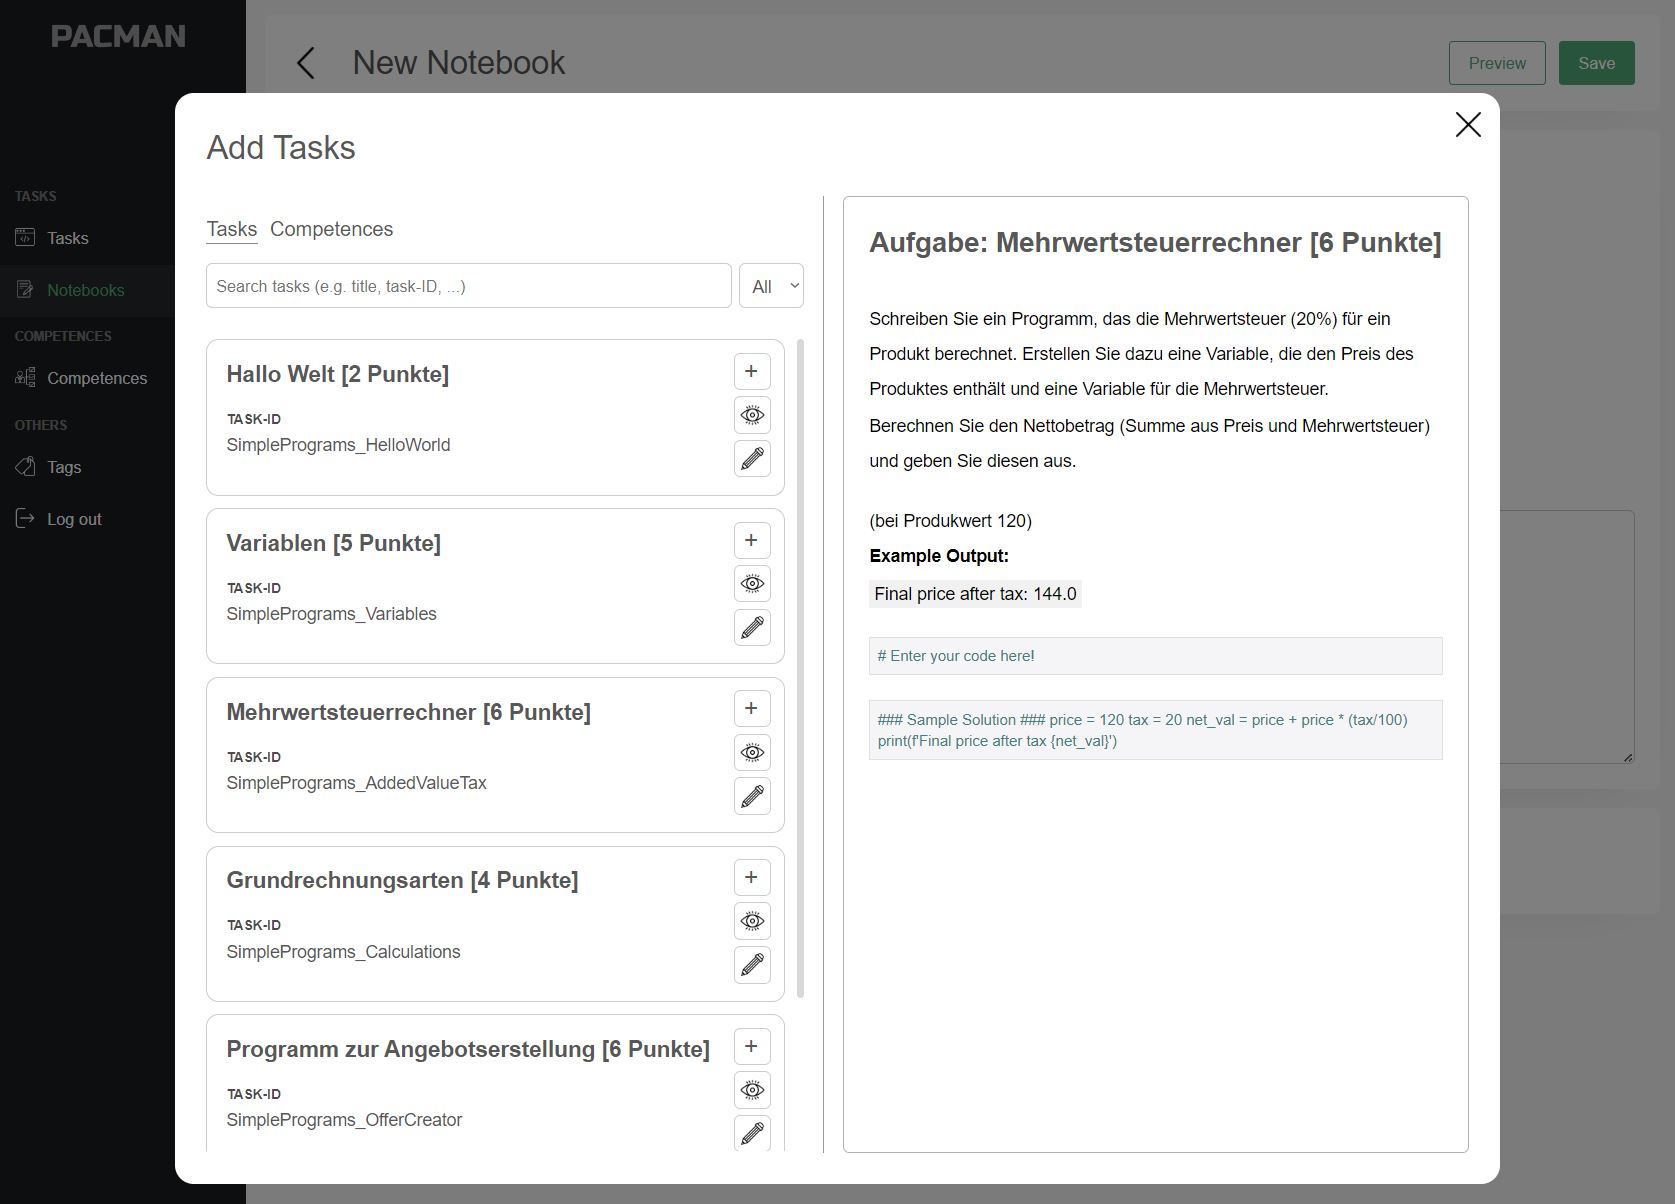 PACMAN
New Notebook
Preview
Save
TASKS
Tasks
Notebooks
COMPETENCES
Competences
OTHERS
Tags
Log out
Add Tasks
Tasks Competences
Search tasks (e.g. title, task-ID, ...)
All
Hallo Welt [2 Punkte]
TASK-ID
SimplePrograms_HelloWorld
Variablen [5 Punkte]
TASK-ID
SimplePrograms_Variables
Mehrwertsteuerrechner [6 Punkte]
TASK-ID
SimplePrograms_AddedValueTax
Grundrechnungsarten [4 Punkte]
TASK-ID
SimplePrograms_Calculations
Programm zur Angebotserstellung [6 Punkte]
TASK-ID
SimplePrograms_OfferCreator
Aufgabe: Mehrwertsteuerrechner [6 Punkte]
Schreiben Sie ein Programm, das die Mehrwertsteuer (20%) für ein
Produkt berechnet. Erstellen Sie dazu eine Variable, die den Preis des
Produktes enthält und eine Variable für die Mehrwertsteuer.
Berechnen Sie den Nettobetrag (Summe aus Preis und Mehrwertsteuer)
und geben Sie diesen aus.
(bei Produkwert 120)
Example Output:
Final price after tax: 144.0
# Enter your code here!
### Sample Solution ### price = 120 tax = 20 net_val = price + price * (tax/100)
print(f'Final price after tax {net_val}')